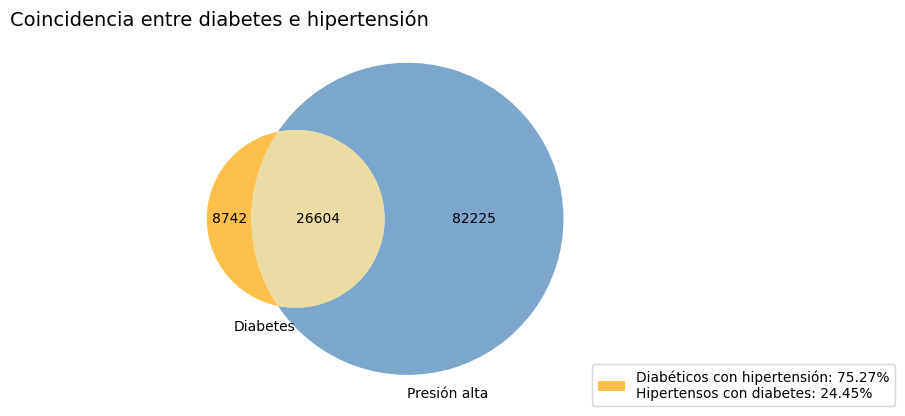 Coincidencia entre diabetes e hipertensión
8742
26604
82225
Diabetes
Presión alta
Diabéticos con hipertensión: 75.27%
Hipertensos con diabetes: 24.45%